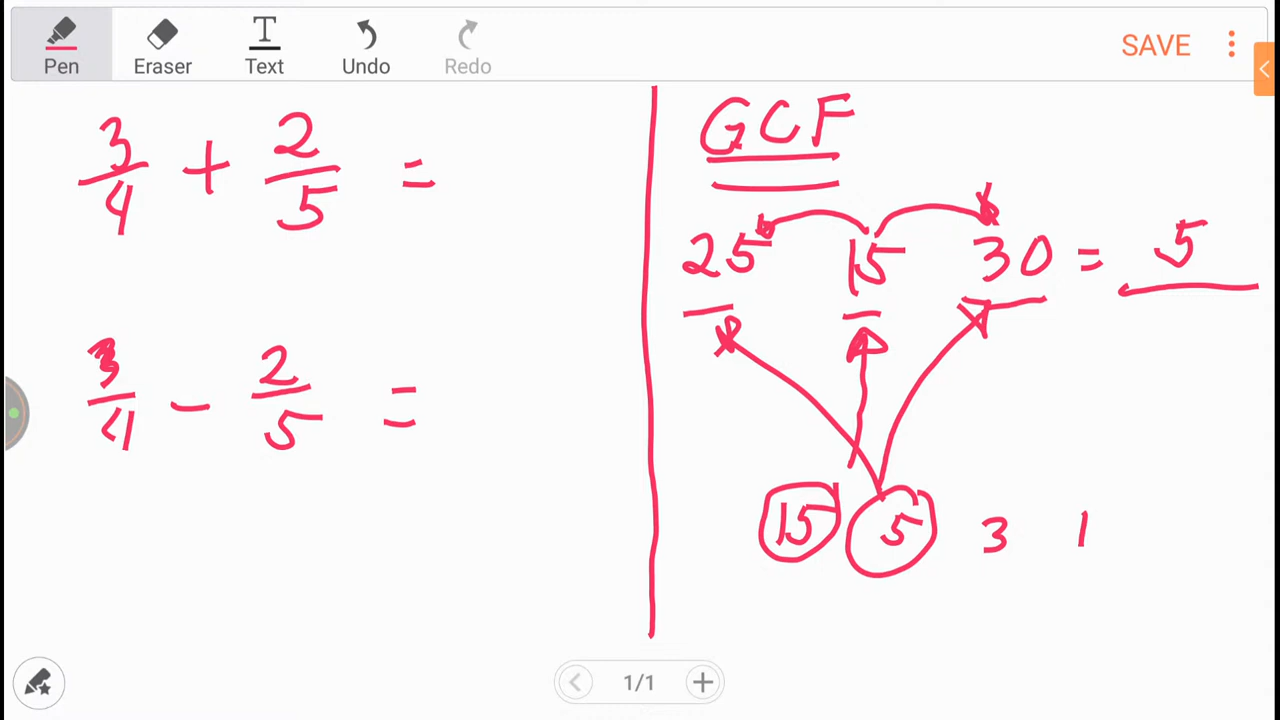 Pen Eraser Text Undo Redo SAVE
3/4 + 2/5 =
3/4 - 2/5 =
GCF
25 15 30 = 5
15 5 3 1
1/1